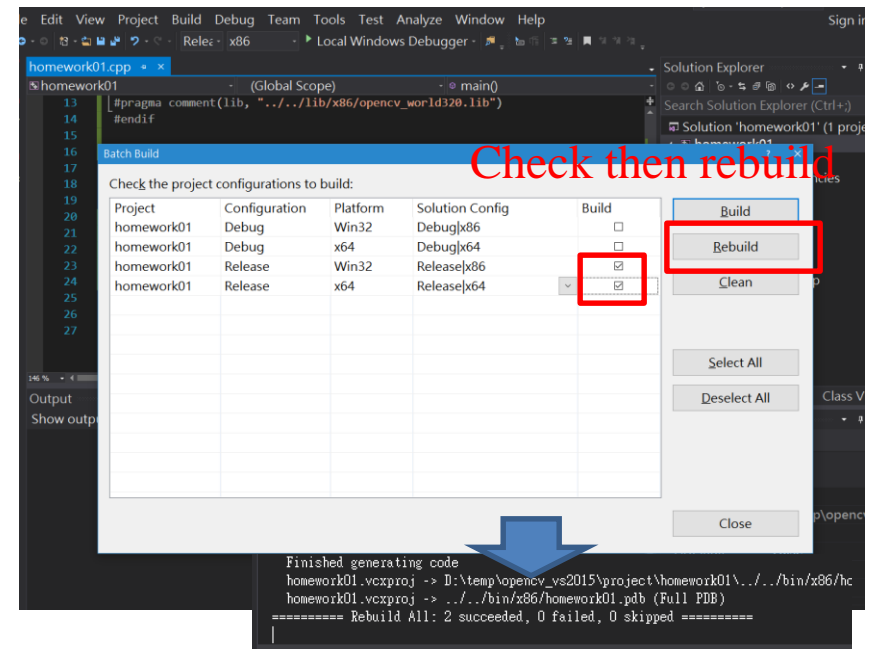 e Edit View Project Build Debug Team Tools Test Analyze Window Help
Sign in
x86 Local Windows Debugger
homework01.cpp
Solution Explorer
homework01 (Global Scope) main()
Search Solution Explorer (Ctrl+;)
13 #pragma comment(lib, "../../lib/x86/opencv_world320.lib")
14 #endif
15
Solution 'homework01' (1 proje
homework01
16
17
18
19
20
21
22
23
24
25
26
27
Batch Build
Check then rebuild
Check the project configurations to build:
Project Configuration Platform Solution Config Build
homework01 Debug Win32 Debug|x86
homework01 Debug x64 Debug|x64
homework01 Release Win32 Release|x86
homework01 Release x64 Release|x64
Build
Rebuild
Clean
Select All
Deselect All
Close
146 %
Output
Class V
Show outp
p\openc
Finished generating code
homework01.vcxproj -> D:\temp\opencv_vs2015\project\homework01\../../bin/x86/hc
homework01.vcxproj -> ../../bin/x86/homework01.pdb (Full PDB)
========== Rebuild All: 2 succeeded, 0 failed, 0 skipped ==========